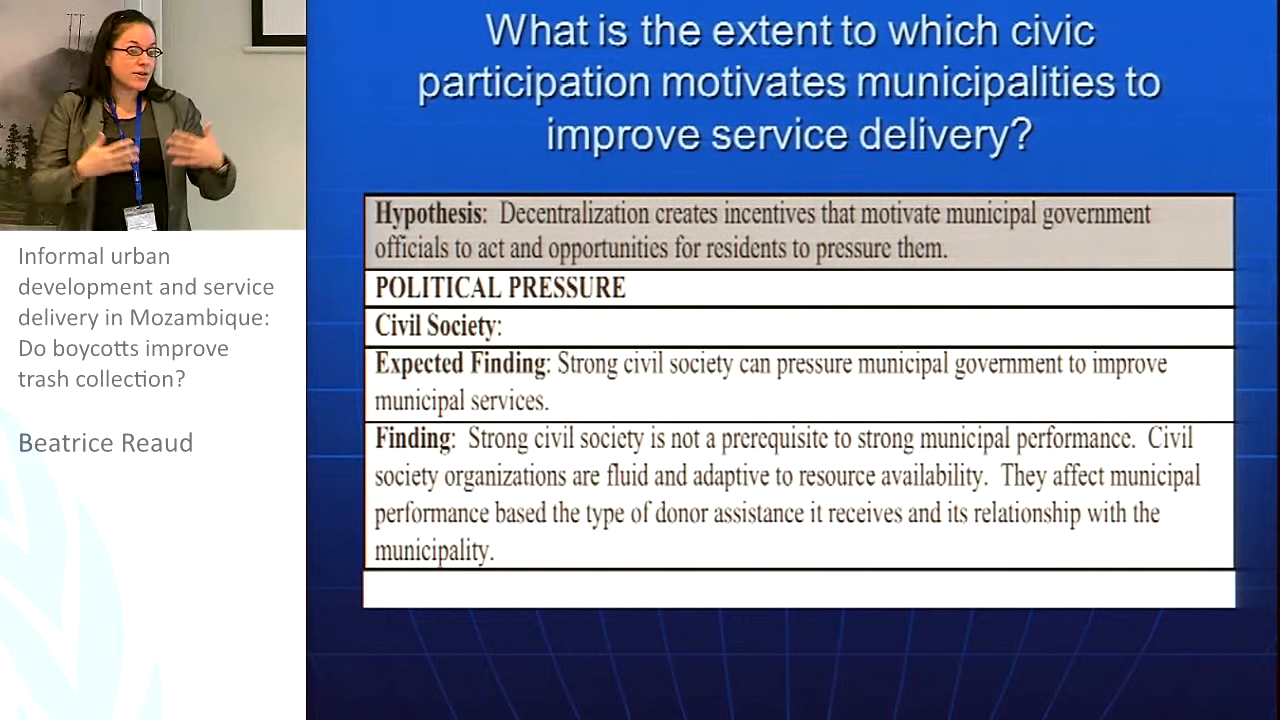 What is the extent to which civic
participation motivates municipalities to
improve service delivery?
Hypothesis: Decentralization creates incentives that motivate municipal government
officials to act and opportunities for residents to pressure them.
POLITICAL PRESSURE
Civil Society:
Expected Finding: Strong civil society can pressure municipal government to improve
municipal services.
Finding: Strong civil society is not a prerequisite to strong municipal performance. Civil
society organizations are fluid and adaptive to resource availability. They affect municipal
performance based the type of donor assistance it receives and its relationship with the
municipality.
Informal urban
development and service
delivery in Mozambique:
Do boycotts improve
trash collection?
Beatrice Reaud